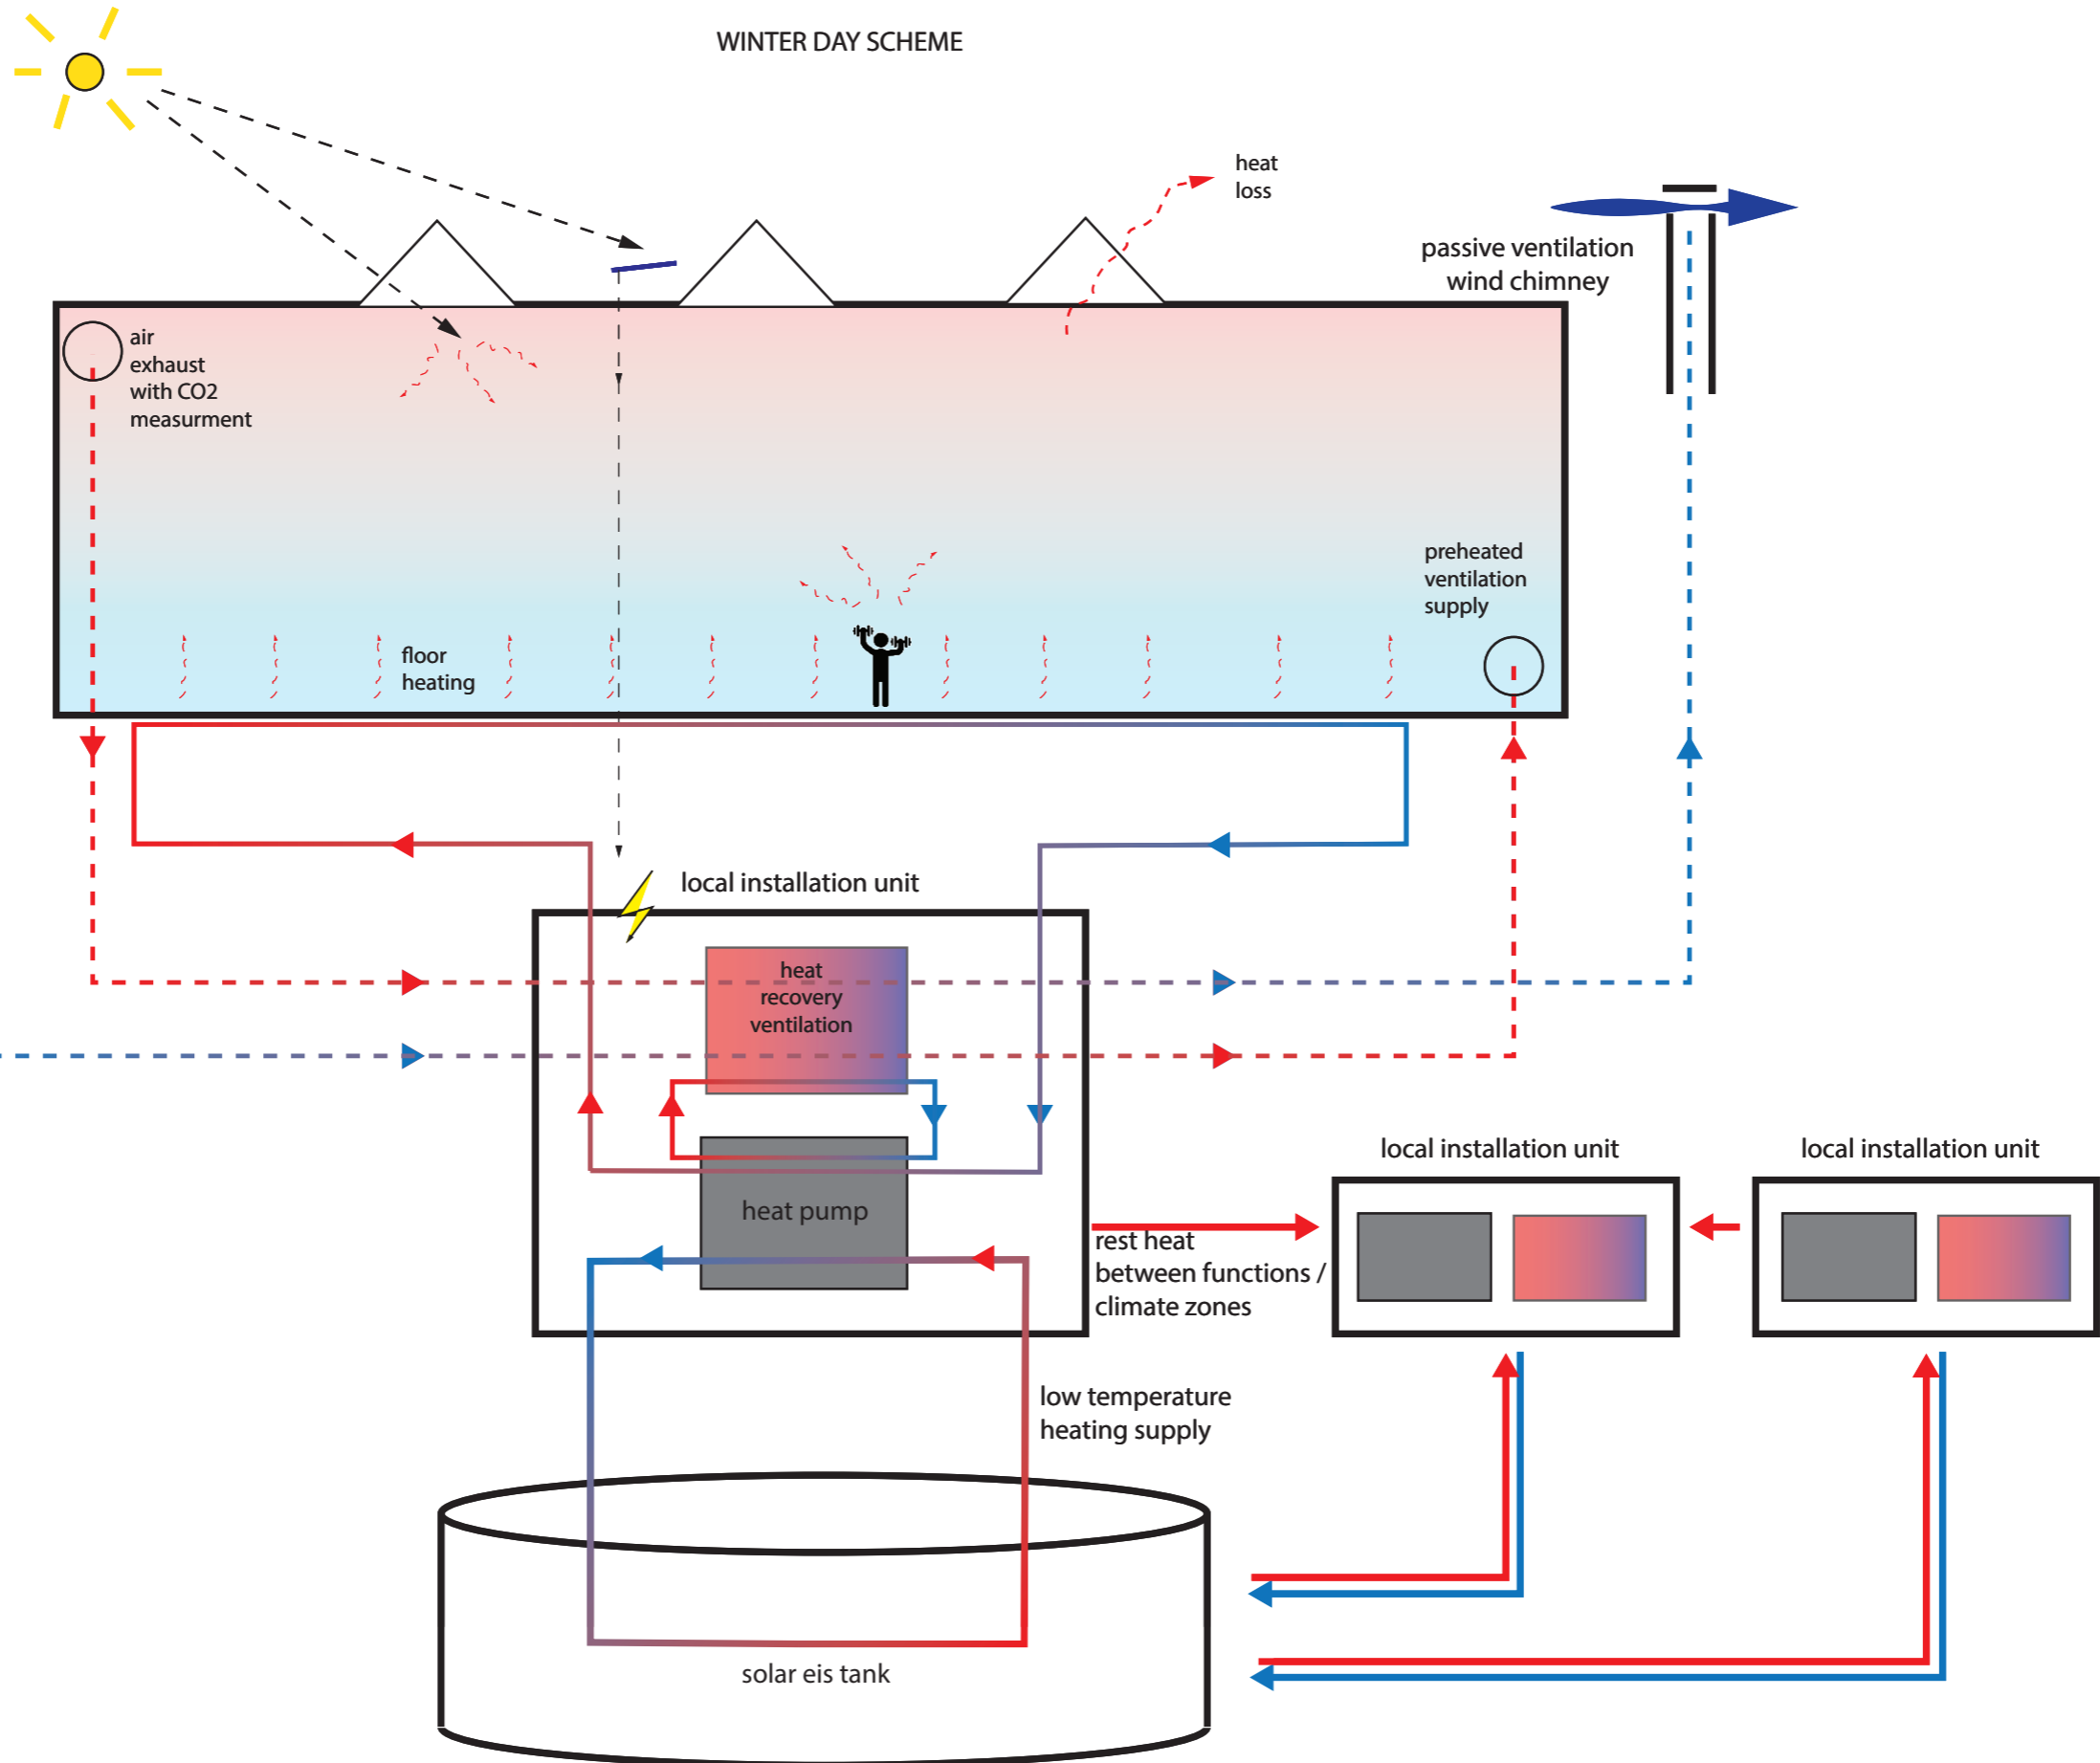 WINTER DAY SCHEME
heat
loss
passive ventilation
wind chimney
air
exhaust
with CO2
measurment
preheated
ventilation
supply
floor
heating
local installation unit
heat
recovery
ventilation
heat pump
local installation unit
local installation unit
rest heat
between functions /
climate zones
low temperature
heating supply
solar eis tank